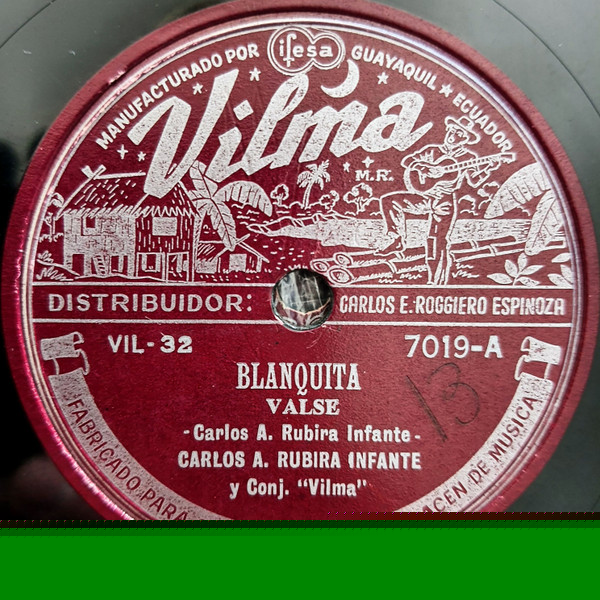 MANUFACTURADO POR ifesa GUAYAQUIL ★ ECUADOR
Vilma
M.R.
DISTRIBUIDOR: CARLOS E. ROGGIERO ESPINOZA
VIL-32 7019-A
BLANQUITA
VALSE
13
-Carlos A. Rubira Infante-
CARLOS A. RUBIRA INFANTE
y Conj. "Vilma"
FABRICADO PARA
ACEN DE MUSICA